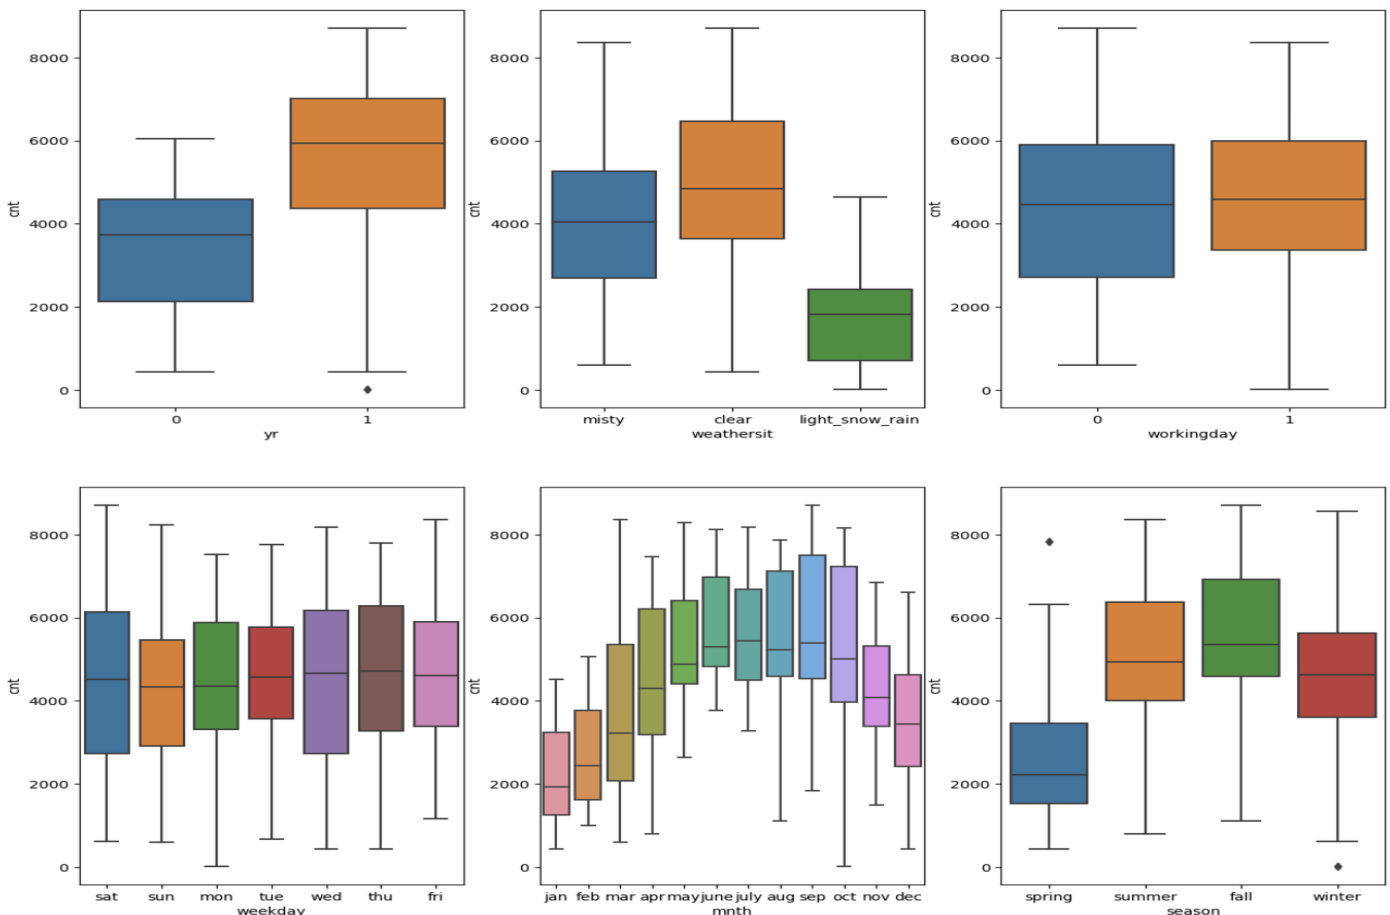 8000
6000
4000
2000
0
cnt
0 1
yr
8000
6000
4000
2000
0
cnt
misty clear light_snow_rain
weathersit
8000
6000
4000
2000
0
cnt
0 1
workingday
8000
6000
4000
2000
0
cnt
sat sun mon tue wed thu fri
weekday
8000
6000
4000
2000
0
cnt
jan feb mar apr may june july aug sep oct nov dec
mnth
8000
6000
4000
2000
0
cnt
spring summer fall winter
season